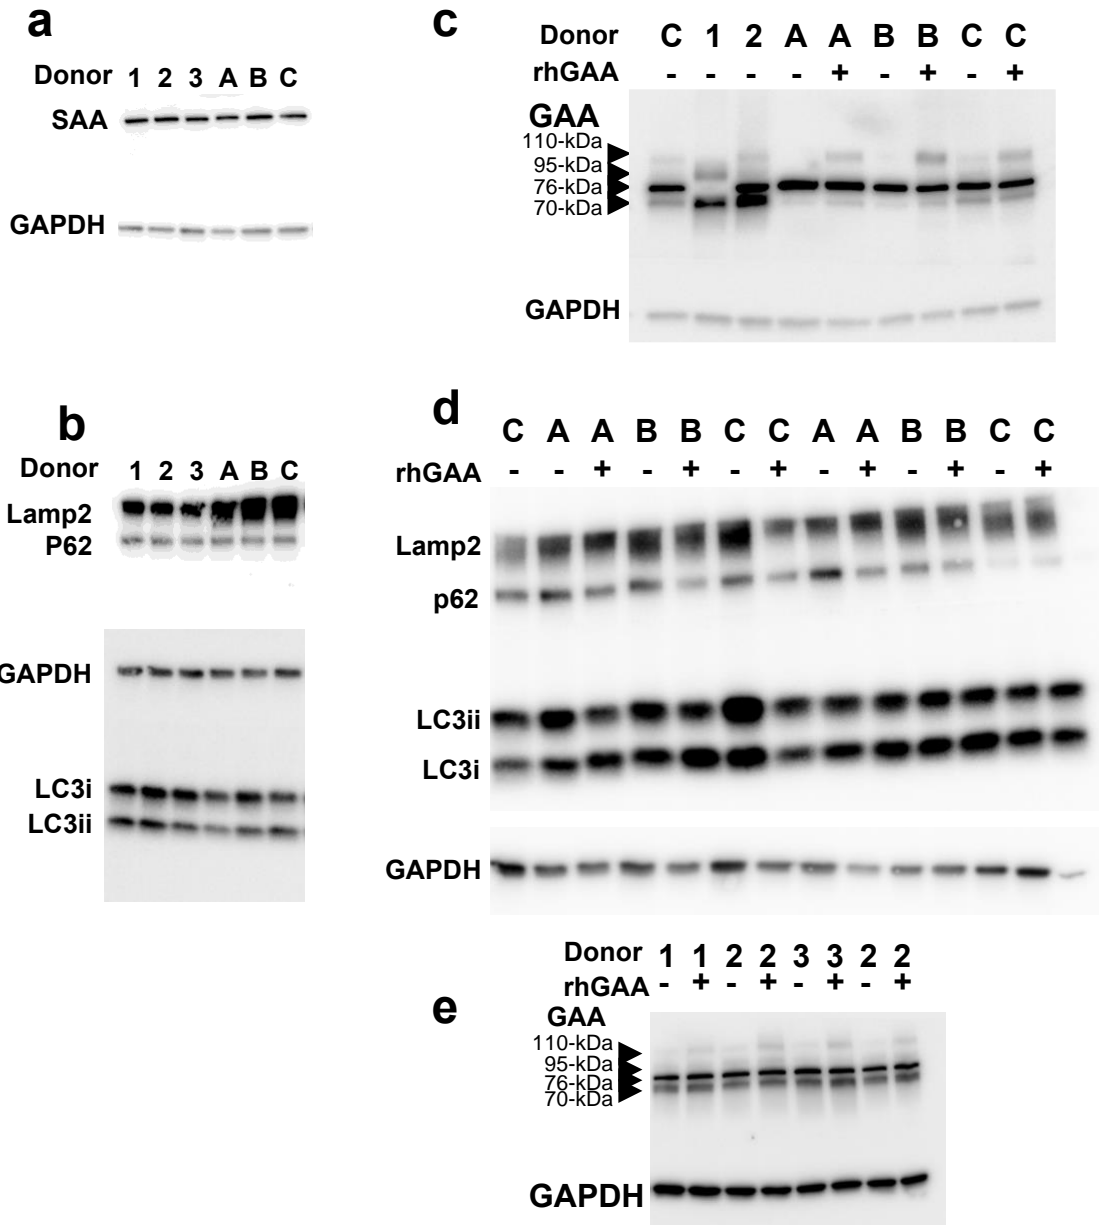 a
Donor 1 2 3 A B C
SAA
GAPDH
b
Donor 1 2 3 A B C
Lamp2
P62
GAPDH
LC3i
LC3ii
c
Donor C 1 2 A A B B C C
rhGAA - - - - + - + - +
GAA
110-kDa
95-kDa
76-kDa
70-kDa
GAPDH
d
C A A B B C C A A B B C C
rhGAA - - + - + - + - + - + - +
Lamp2
p62
LC3ii
LC3i
GAPDH
e
Donor 1 1 2 2 3 3 2 2
rhGAA - + - + - + - +
GAA
110-kDa
95-kDa
76-kDa
70-kDa
GAPDH